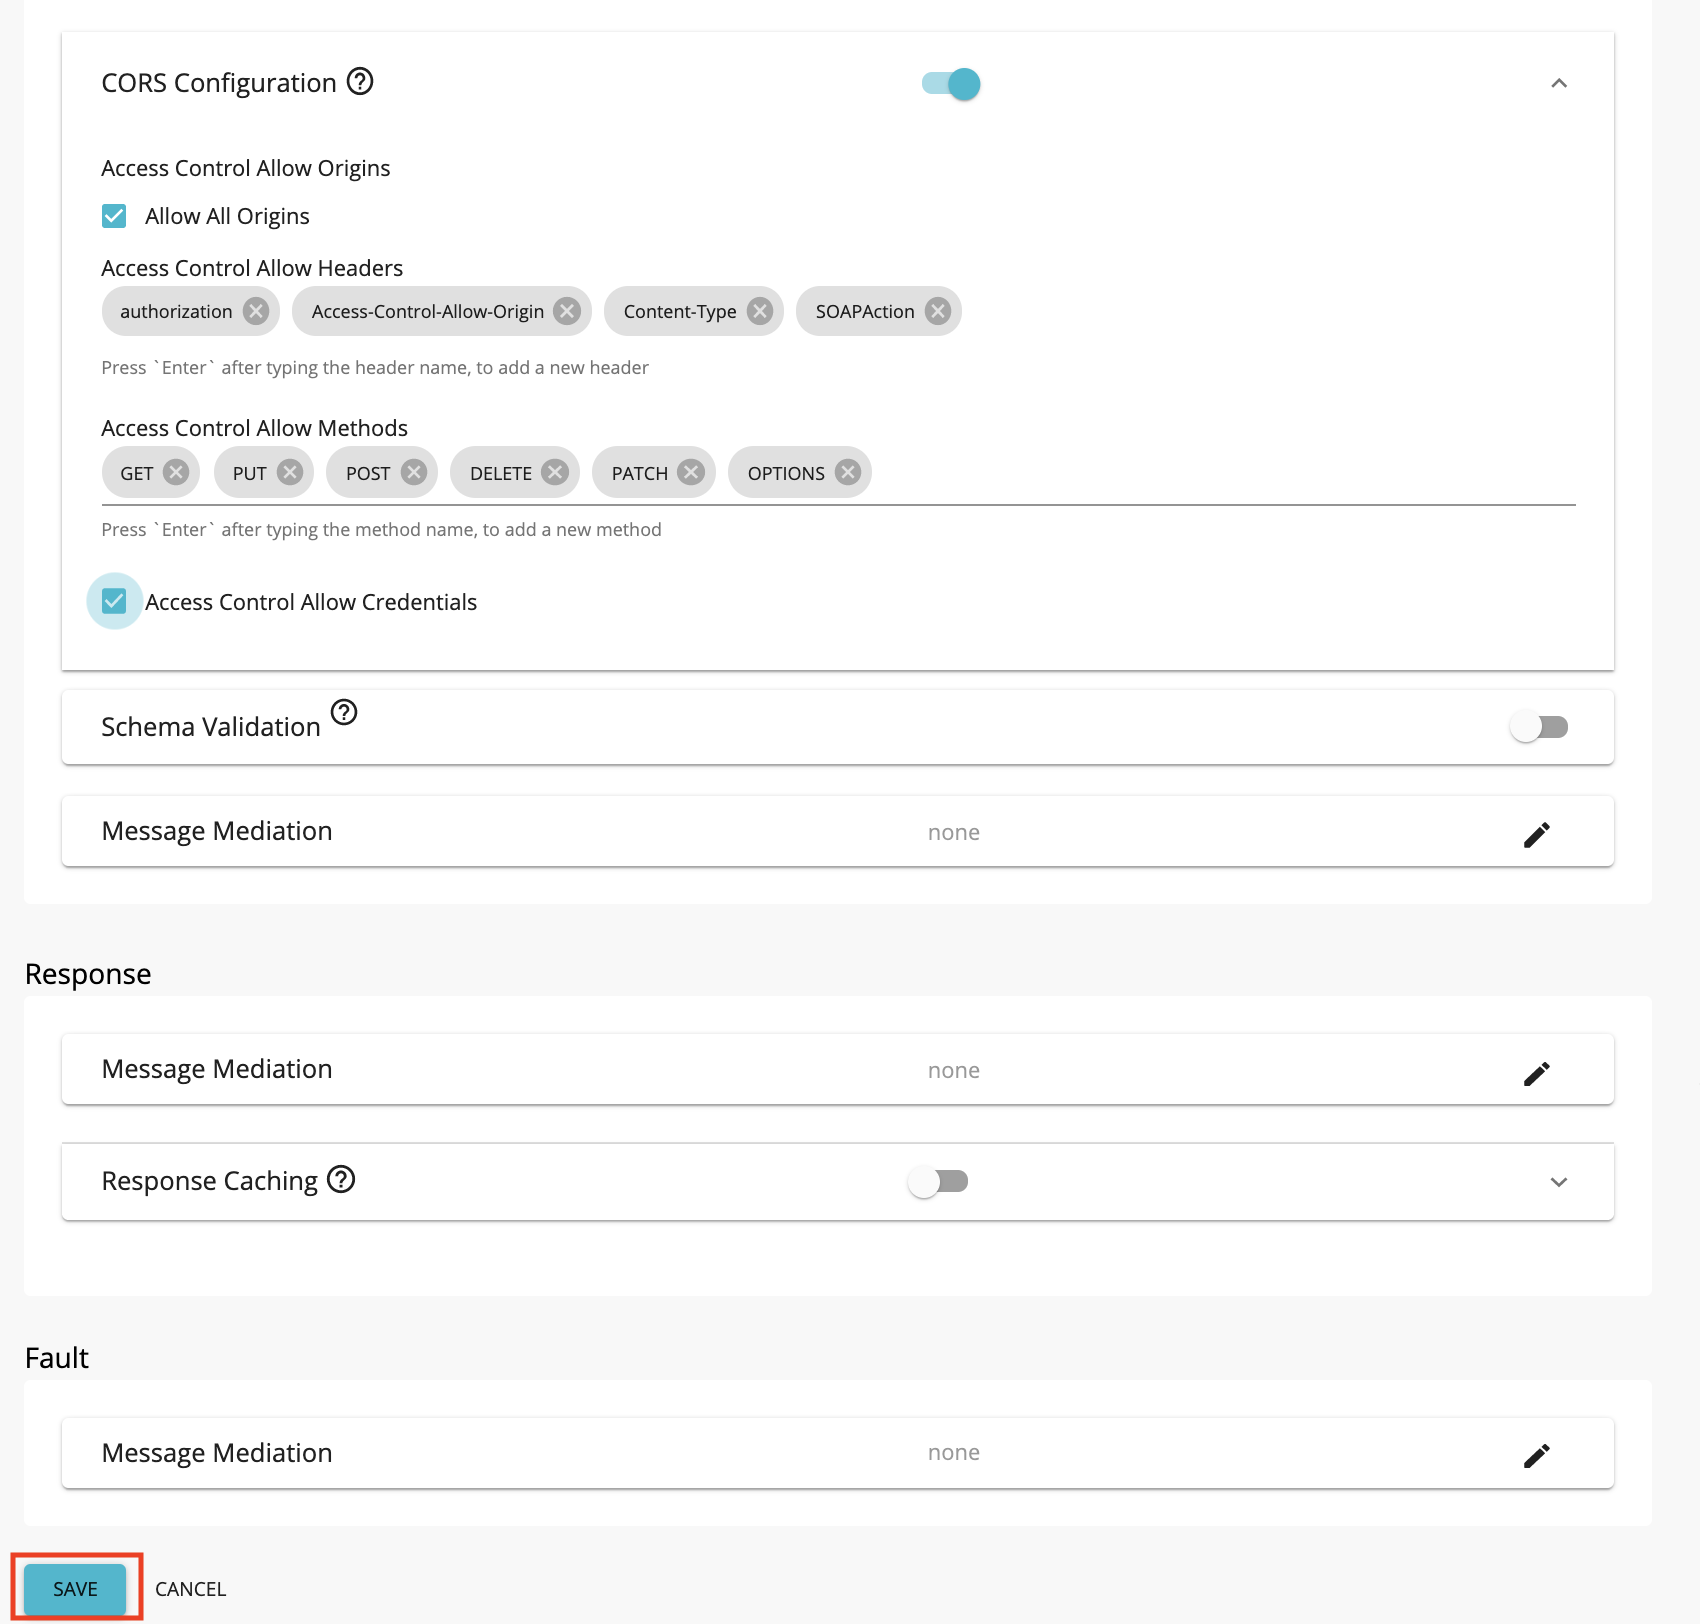 CORS Configuration
Access Control Allow Origins
Allow All Origins
Access Control Allow Headers
authorization Access-Control-Allow-Origin Content-Type SOAPAction
Press `Enter` after typing the header name, to add a new header
Access Control Allow Methods
GET PUT POST DELETE PATCH OPTIONS
Press `Enter` after typing the method name, to add a new method
Access Control Allow Credentials
Schema Validation
Message Mediation none
Response
Message Mediation none
Response Caching
Fault
Message Mediation none
SAVE CANCEL